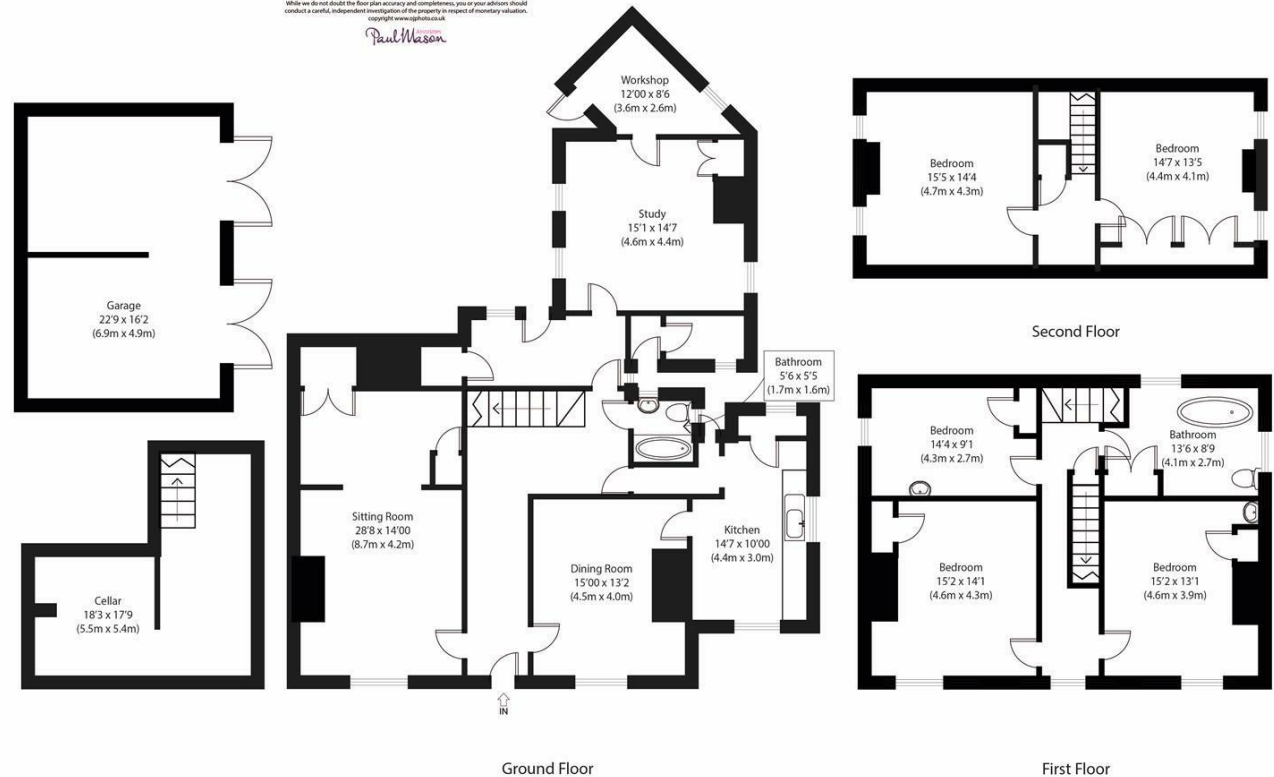 While we do not doubt the floor plan accuracy and completeness, you or your advisors should
conduct a careful, independent investigation of the property in respect of monetary valuation.
copyright www.ojphoto.co.uk
Paul Mason
Workshop
12'00 x 8'6
(3.6m x 2.6m)
Study
15'1 x 14'7
(4.6m x 4.4m)
Garage
22'9 x 16'2
(6.9m x 4.9m)
Bathroom
5'6 x 5'5
(1.7m x 1.6m)
Sitting Room
28'8 x 14'00
(8.7m x 4.2m)
Kitchen
14'7 x 10'00
(4.4m x 3.0m)
Dining Room
15'00 x 13'2
(4.5m x 4.0m)
Cellar
18'3 x 17'9
(5.5m x 5.4m)
IN
Ground Floor
Bedroom
15'5 x 14'4
(4.7m x 4.3m)
Bedroom
14'7 x 13'5
(4.4m x 4.1m)
Second Floor
Bedroom
14'4 x 9'1
(4.3m x 2.7m)
Bathroom
13'6 x 8'9
(4.1m x 2.7m)
Bedroom
15'2 x 14'1
(4.6m x 4.3m)
Bedroom
15'2 x 13'1
(4.6m x 3.9m)
First Floor